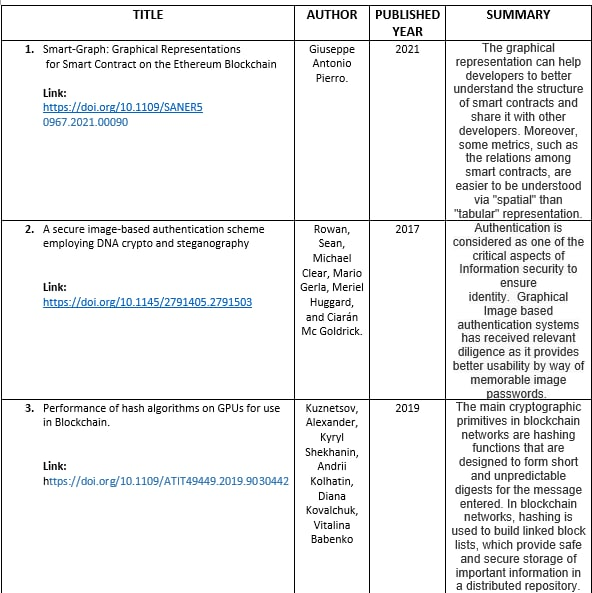 TITLE
AUTHOR
PUBLISHED
YEAR
SUMMARY
1. Smart-Graph: Graphical Representations
for Smart Contract on the Ethereum Blockchain
Link:
https://doi.org/10.1109/SANER5
0967.2021.00090
Giuseppe
Antonio
Pierro.
2021
The graphical
representation can help
developers to better
understand the structure
of smart contracts and
share it with other
developers. Moreover,
some metrics, such as
the relations among
smart contracts, are
easier to be understood
via "spatial" than
"tabular" representation.
2. A secure image-based authentication scheme
employing DNA crypto and steganography
Link:
https://doi.org/10.1145/2791405.2791503
Rowan,
Sean,
Michael
Clear, Mario
Gerla, Meriel
Huggard,
and Ciarán
Mc Goldrick.
2017
Authentication is
considered as one of the
critical aspects of
Information security to
ensure
identity. Graphical
Image based
authentication systems
has received relevant
diligence as it provides
better usability by way of
memorable image
passwords.
3. Performance of hash algorithms on GPUs for use
in Blockchain.
Link:
https://doi.org/10.1109/ATIT49449.2019.9030442
Kuznetsov,
Alexander,
Kyryl
Shekhanin,
Andrii
Kolhatin,
Diana
Kovalchuk,
Vitalina
Babenko
2019
The main cryptographic
primitives in blockchain
networks are hashing
functions that are
designed to form short
and unpredictable
digests for the message
entered. In blockchain
networks, hashing is
used to build linked block
lists, which provide safe
and secure storage of
important information in
a distributed repository.